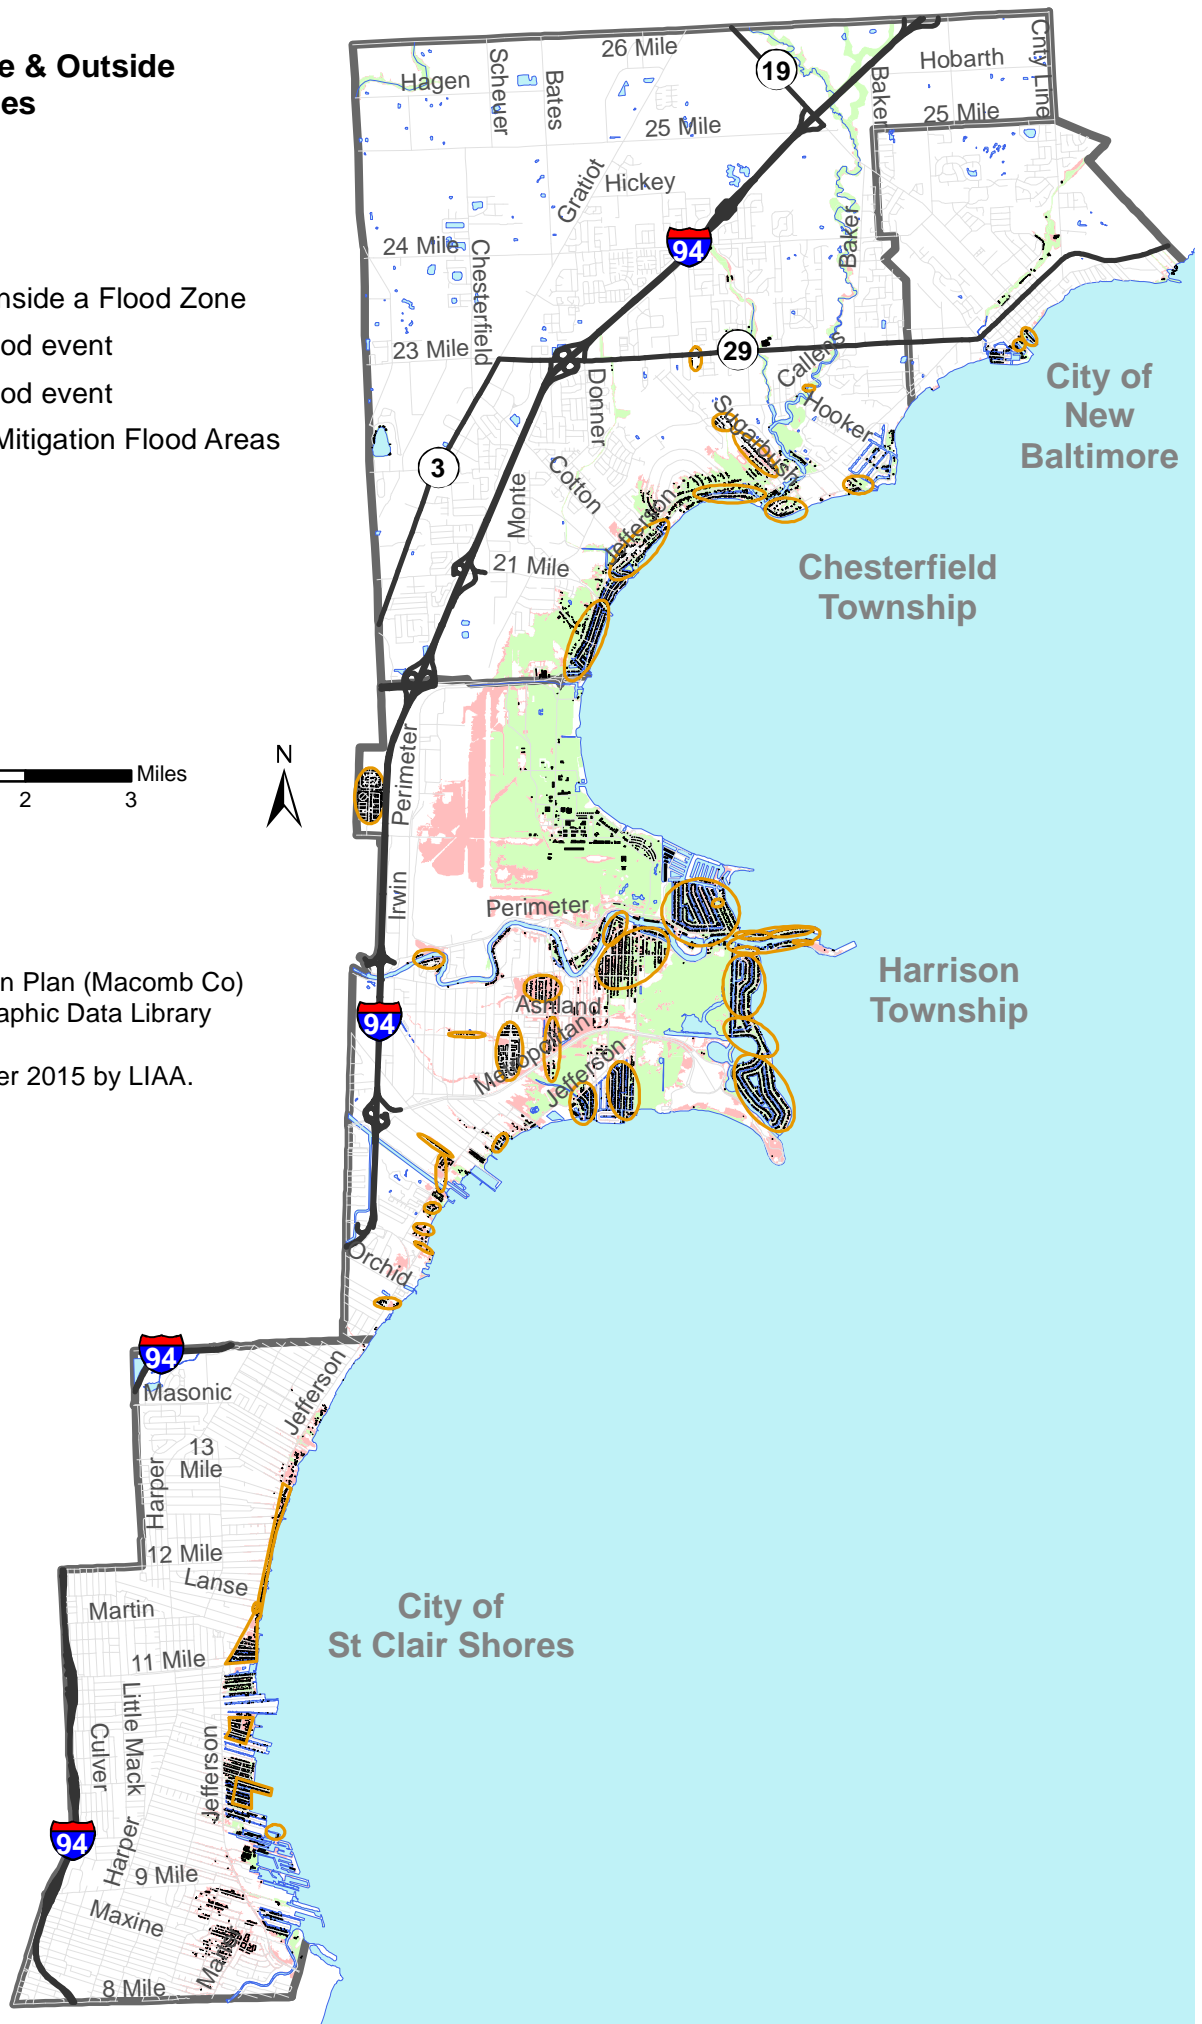 e & Outside
es
nside a Flood Zone
od event
od event
Mitigation Flood Areas
Miles
2
3
N
n Plan (Macomb Co)
aphic Data Library
er 2015 by LIAA.
26 Mile
19
Hobarth
Cnty Line
Hagen
Scheuer
Bates
Baker
25 Mile
25 Mile
Gratiot
Hickey
24 Mile
Chesterfield
94
Baker
23 Mile
29
Callens
Donner
Hooker
Sugarbush
City of
New
Baltimore
3
Monte
Cotton
Jefferson
21 Mile
Chesterfield
Township
Perimeter
Irwin
Perimeter
Ashland
Metropolitan
Jefferson
94
Harrison
Township
Orchid
94
Masonic
Jefferson
13
Mile
Harper
12 Mile
Lanse
Martin
11 Mile
City of
St Clair Shores
Little Mack
Culver
Jefferson
94
Harper
9 Mile
Maxine
8 Mile